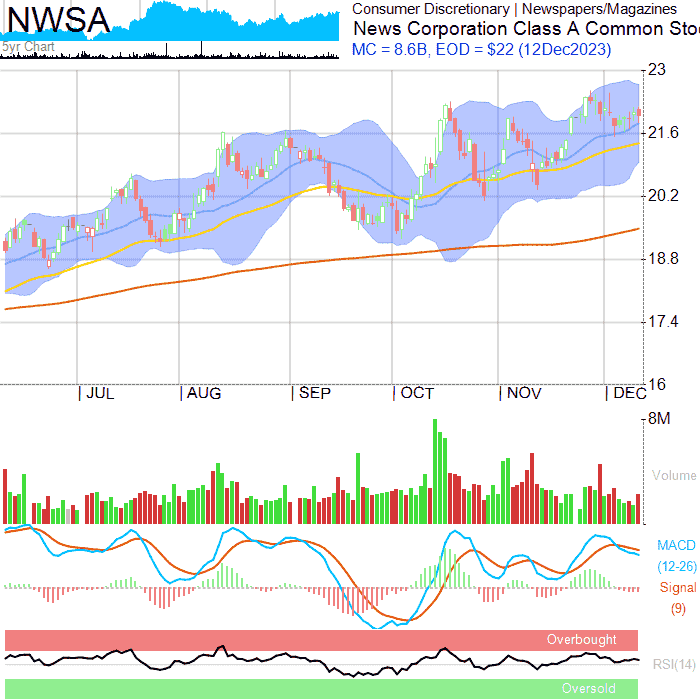 NWSA
5yr Chart
Consumer Discretionary | Newspapers/Magazines
News Corporation Class A Common Sto
MC = 8.6B, EOD = $22 (12Dec2023)
23
21.6
20.2
18.8
17.4
16
JUL AUG SEP OCT NOV DEC
8M
Volume
MACD
(12-26)
Signal
(9)
Overbought
RSI(14)
Oversold